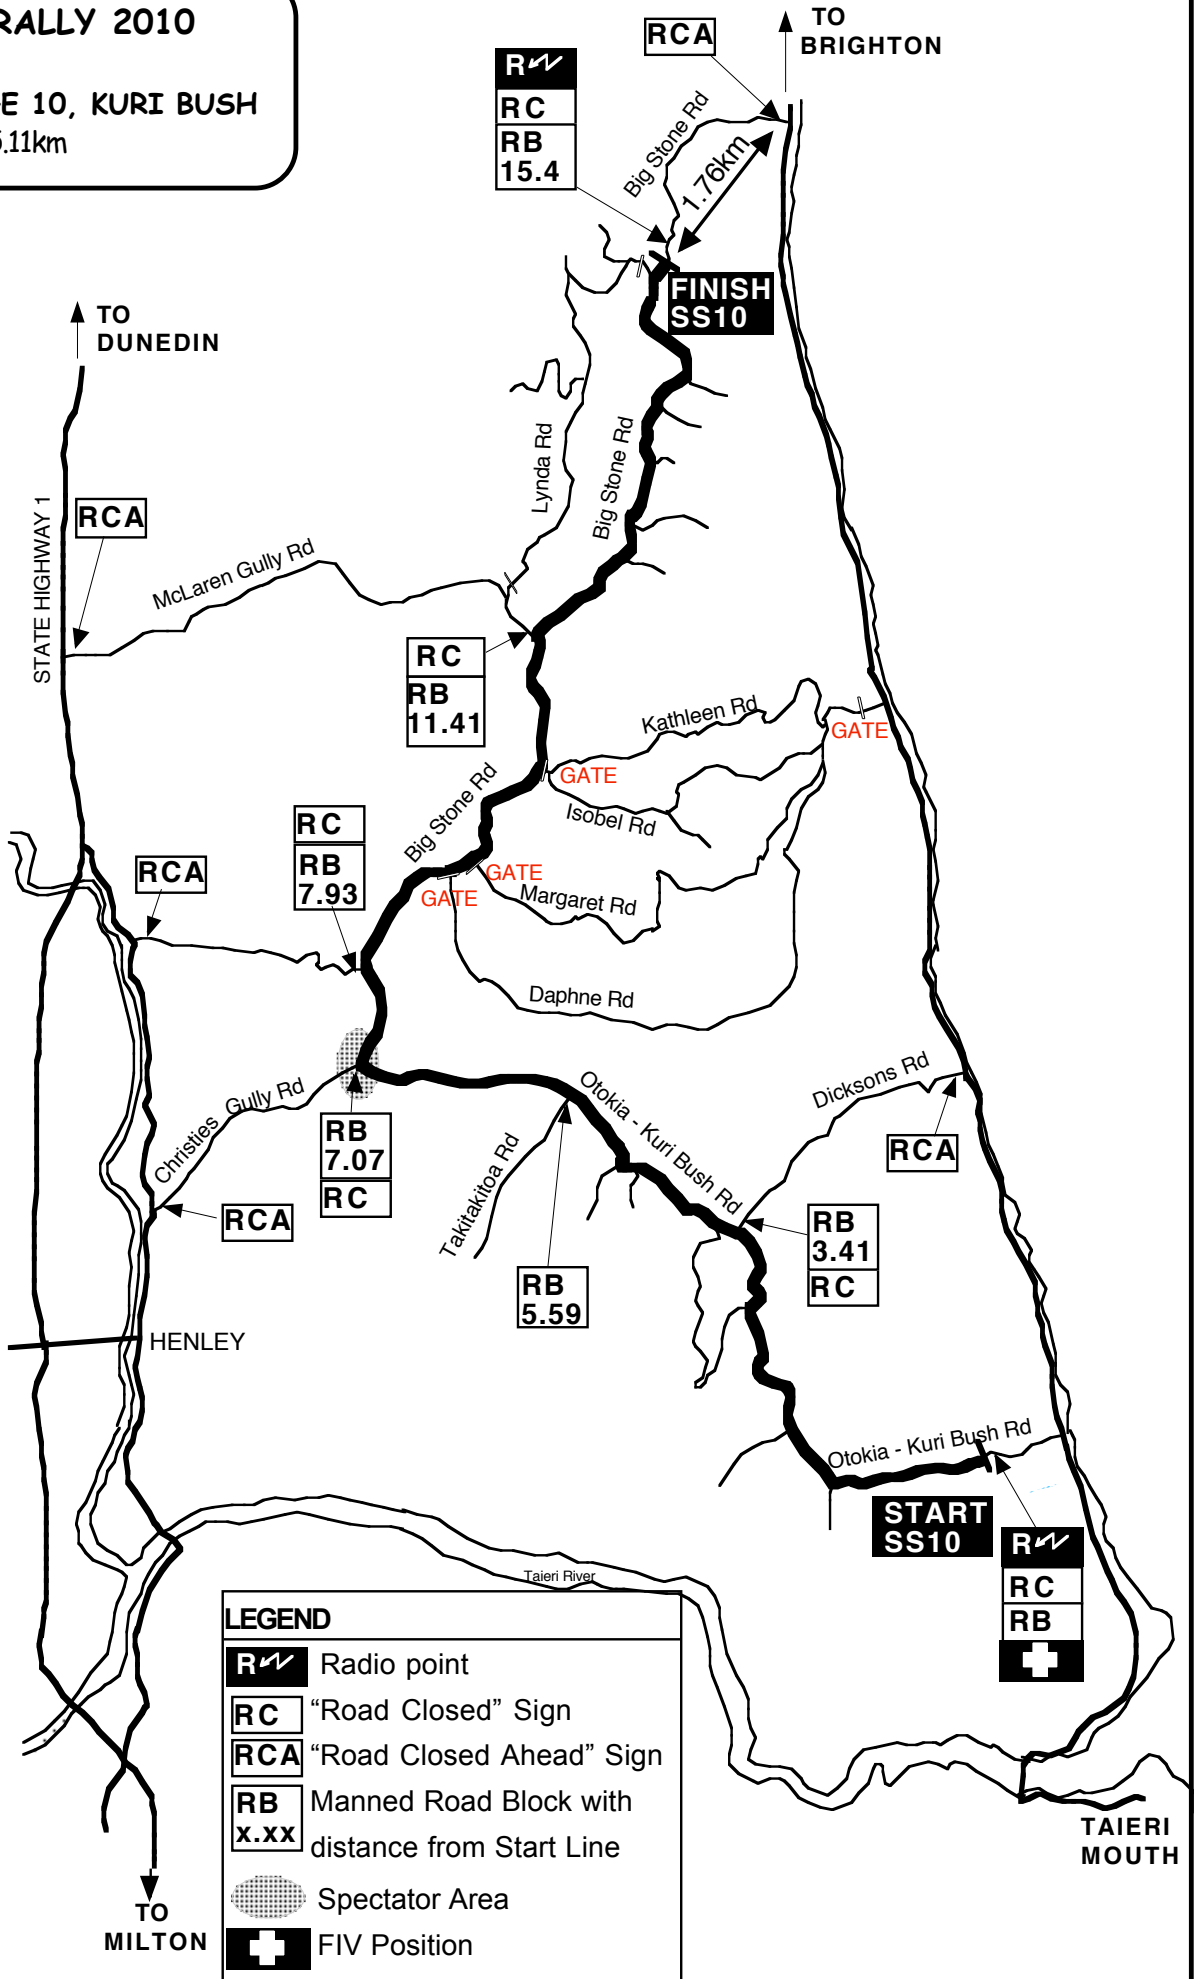 RALLY 2010
E 10, KURI BUSH
.11km
RCA
TO
BRIGHTON
R
RC
RB
15.4
Big Stone Rd
1.76km
FINISH
SS10
TO
DUNEDIN
STATE HIGHWAY 1
RCA
McLaren Gully Rd
Lynda Rd
Big Stone Rd
RC
RB
11.41
Kathleen Rd
GATE
GATE
Isobel Rd
Big Stone Rd
RC
RB
7.93
RCA
GATE
GATE
Margaret Rd
Daphne Rd
Christies Gully Rd
RB
7.07
RC
RCA
Otokia - Kuri Bush Rd
Takitakitoa Rd
RB
5.59
Dicksons Rd
RCA
RB
3.41
RC
HENLEY
Otokia - Kuri Bush Rd
START
SS10
R
RC
RB
Taieri River
LEGEND
R Radio point
RC “Road Closed” Sign
RCA “Road Closed Ahead” Sign
RB Manned Road Block with
x.xx distance from Start Line
Spectator Area
FIV Position
TO
MILTON
TAIERI
MOUTH